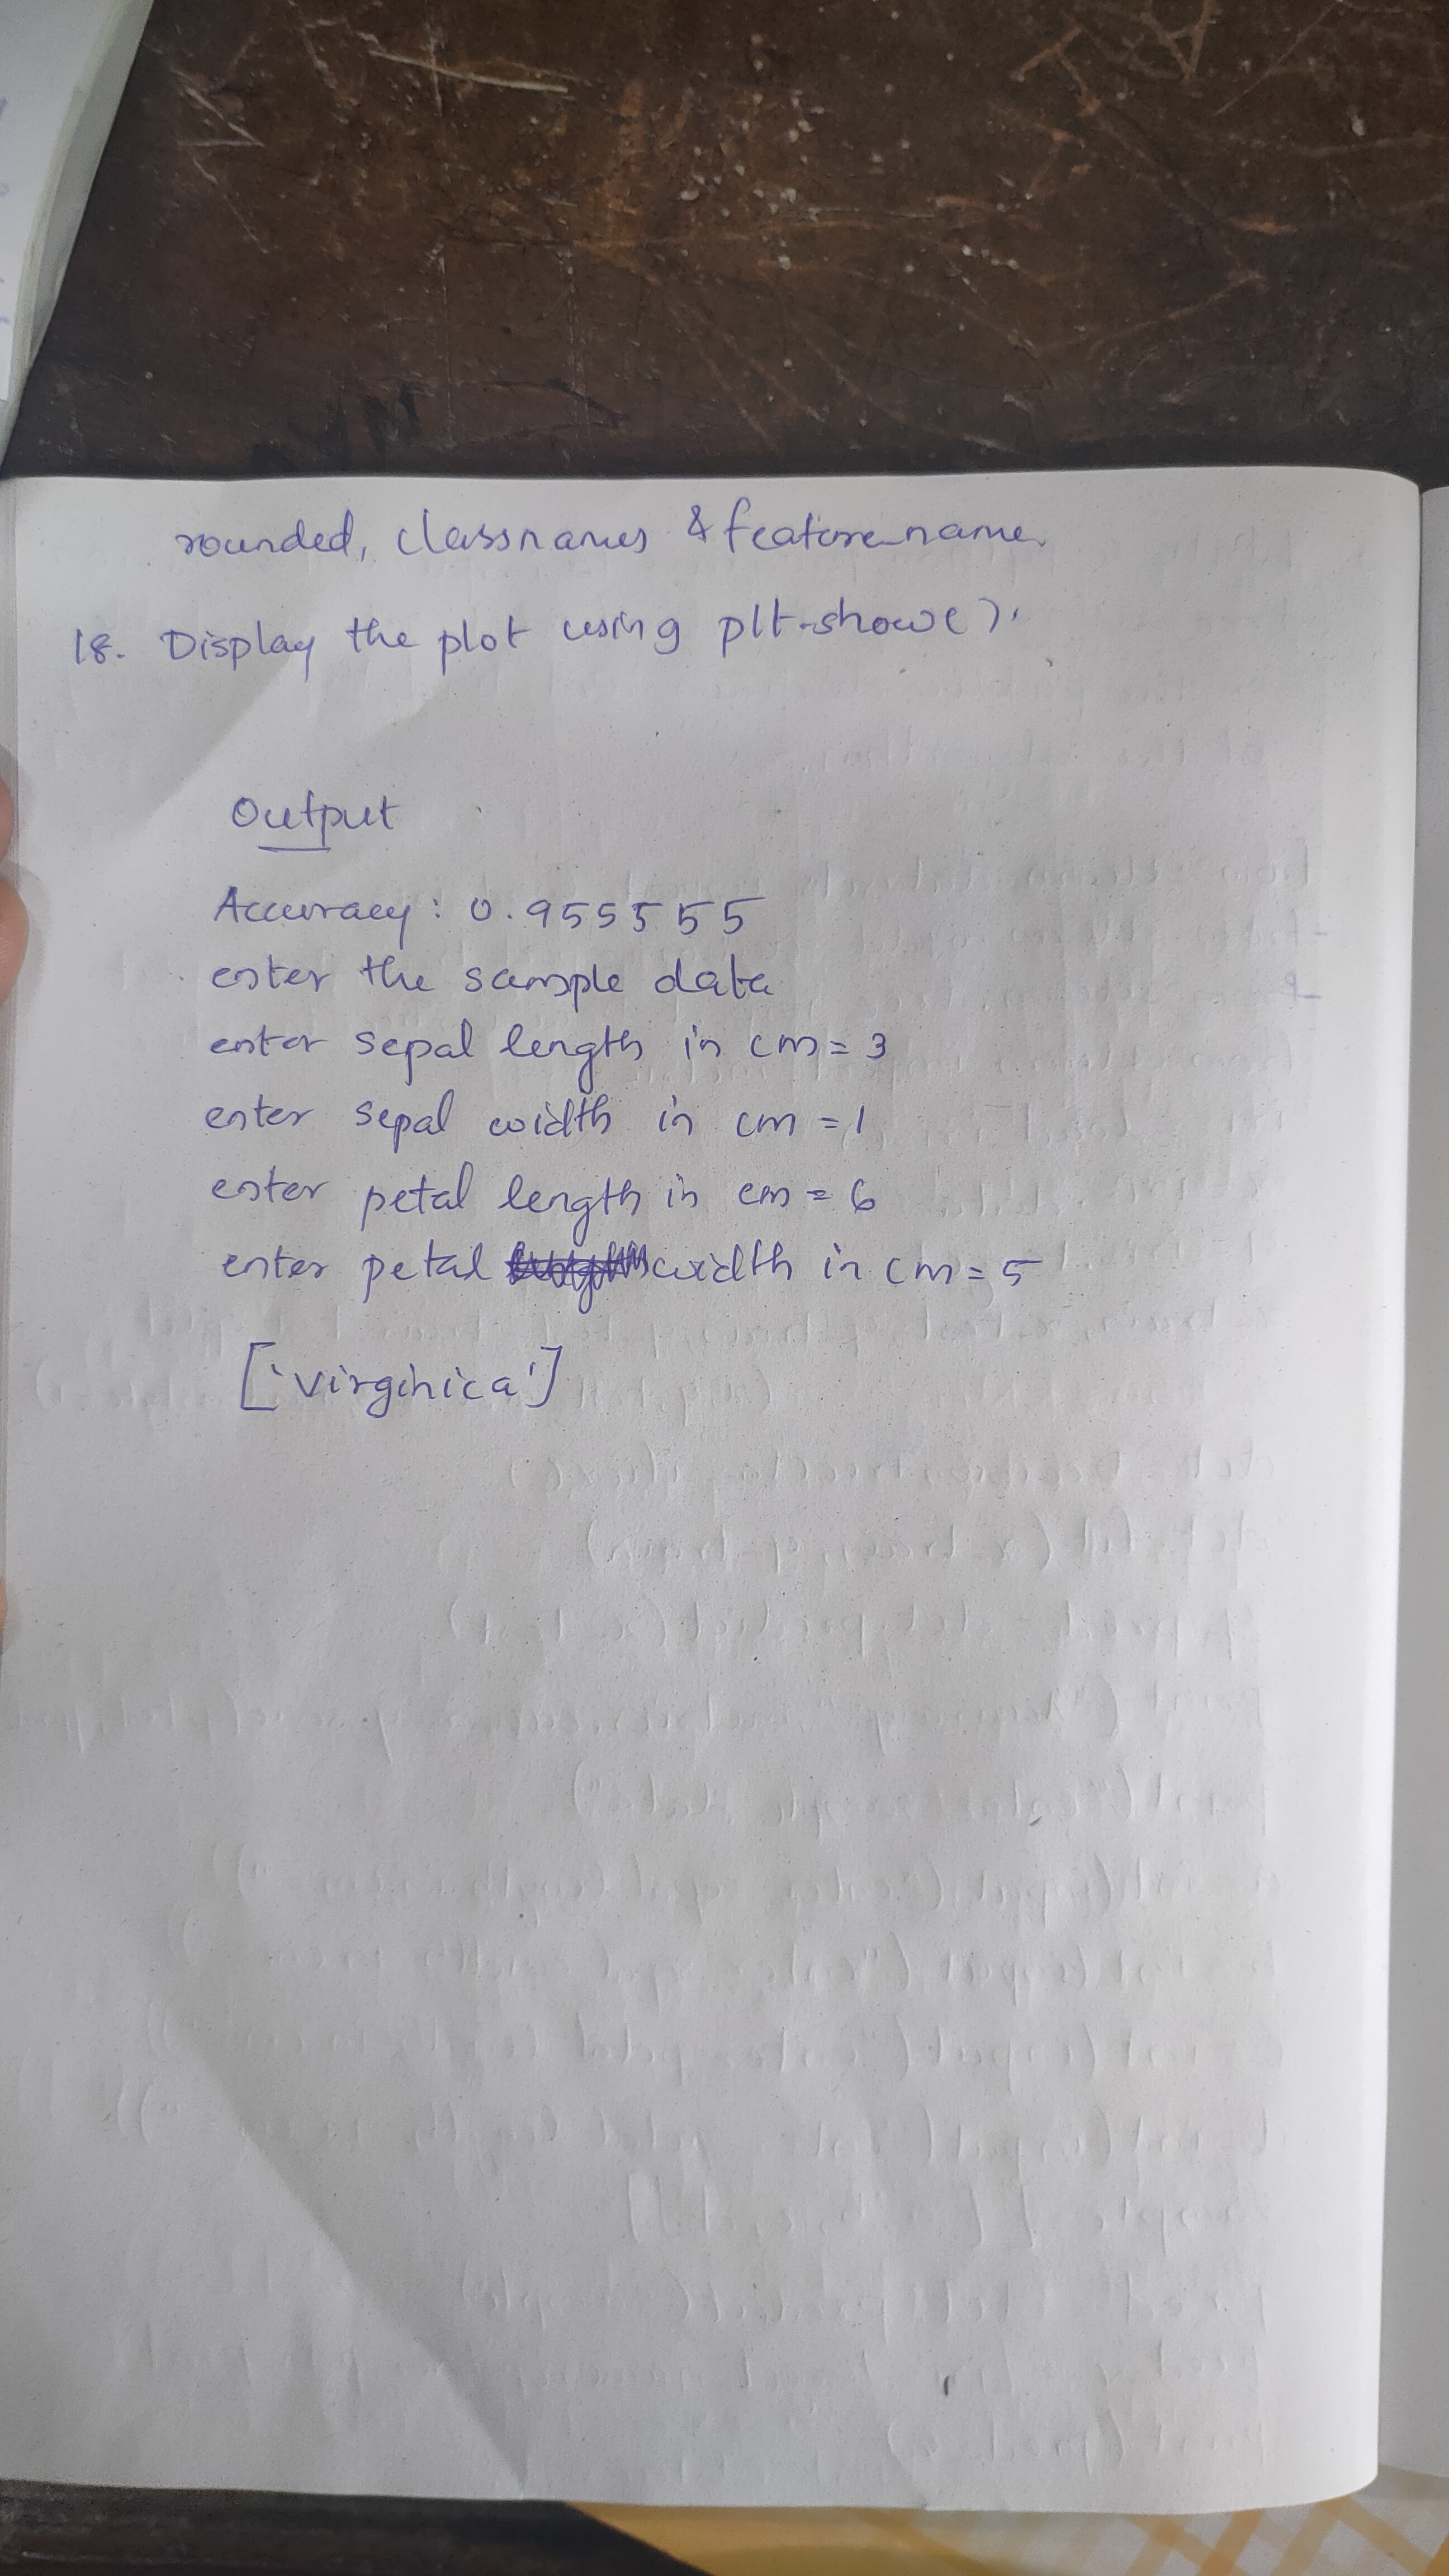 rounded, classnames & feature_name.
18. Display the plot using plt.show().
Output
Accuracy: 0.955555
enter the sample data
enter sepal length in cm = 3
enter sepal width in cm = 1
enter petal length in cm = 6
enter petal width in cm = 5
['virginica']